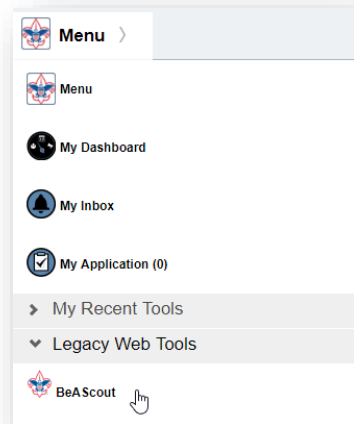 Menu
Menu
My Dashboard
My Inbox
My Application (0)
My Recent Tools
Legacy Web Tools
BeAScout